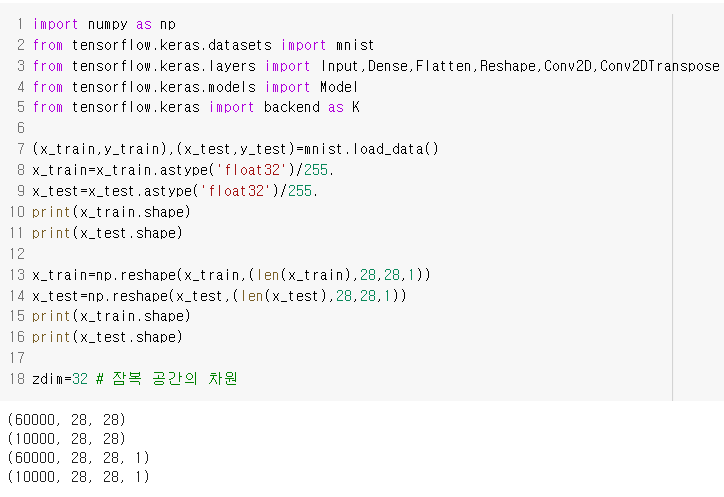 1 import numpy as np
2 from tensorflow.keras.datasets import mnist
3 from tensorflow.keras.layers import Input,Dense,Flatten,Reshape,Conv2D,Conv2DTranspose
4 from tensorflow.keras.models import Model
5 from tensorflow.keras import backend as K
6
7 (x_train,y_train),(x_test,y_test)=mnist.load_data()
8 x_train=x_train.astype('float32')/255.
9 x_test=x_test.astype('float32')/255.
10 print(x_train.shape)
11 print(x_test.shape)
12
13 x_train=np.reshape(x_train,(len(x_train),28,28,1))
14 x_test=np.reshape(x_test,(len(x_test),28,28,1))
15 print(x_train.shape)
16 print(x_test.shape)
17
18 zdim=32 # 잠복 공간의 차원
(60000, 28, 28)
(10000, 28, 28)
(60000, 28, 28, 1)
(10000, 28, 28, 1)